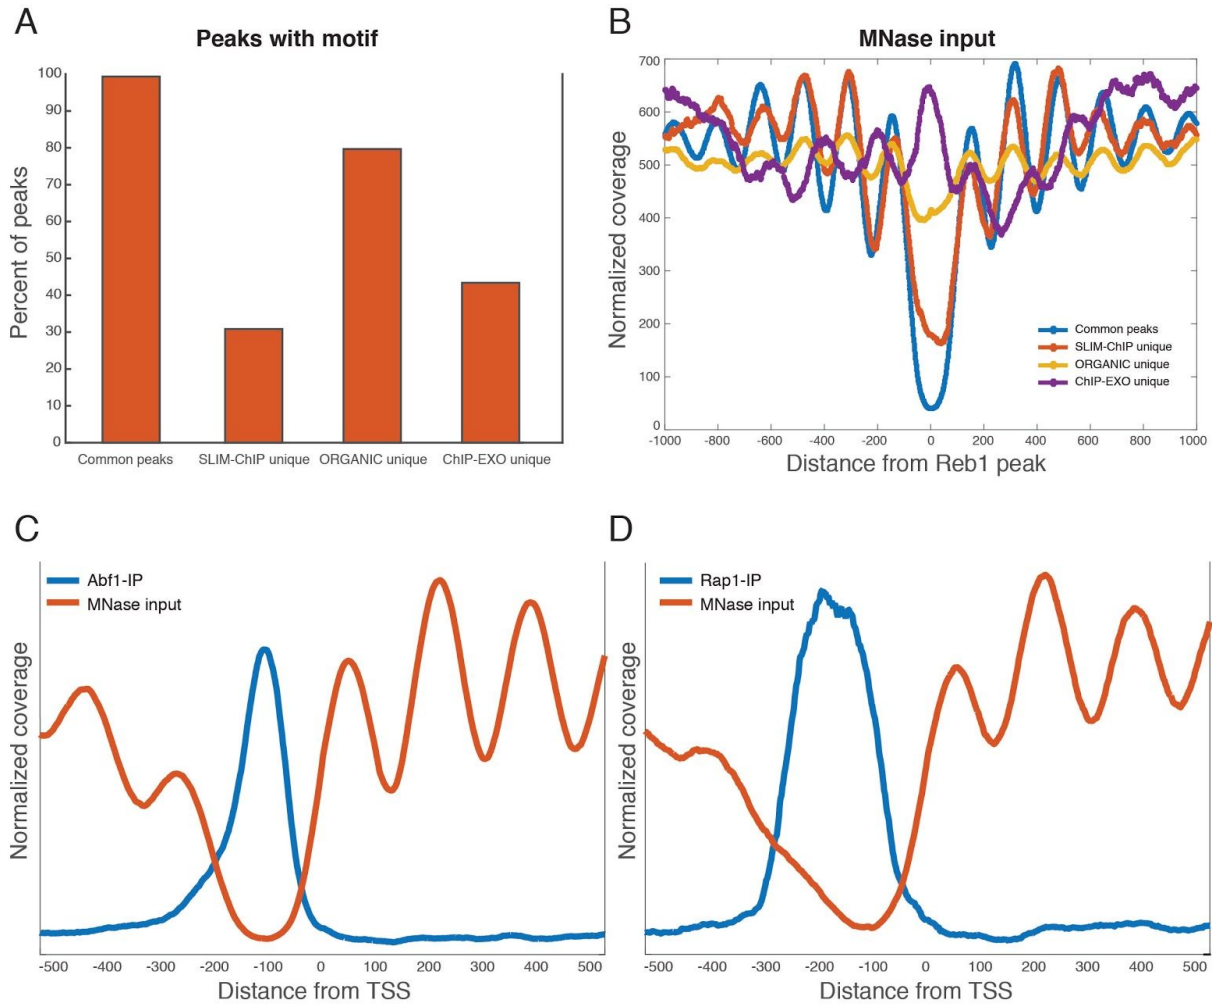 A
Peaks with motif
Percent of peaks
100
90
80
70
60
50
40
30
20
10
0
Common peaks SLIM-ChIP unique ORGANIC unique ChIP-EXO unique
B
MNase input
Normalized coverage
700
600
500
400
300
200
100
0
Common peaks
SLIM-ChIP unique
ORGANIC unique
ChIP-EXO unique
-1000 -800 -600 -400 -200 0 200 400 600 800 1000
Distance from Reb1 peak
C
Abf1-IP
MNase input
Normalized coverage
-500 -400 -300 -200 -100 0 100 200 300 400 500
Distance from TSS
D
Rap1-IP
MNase input
Normalized coverage
-500 -400 -300 -200 -100 0 100 200 300 400 500
Distance from TSS